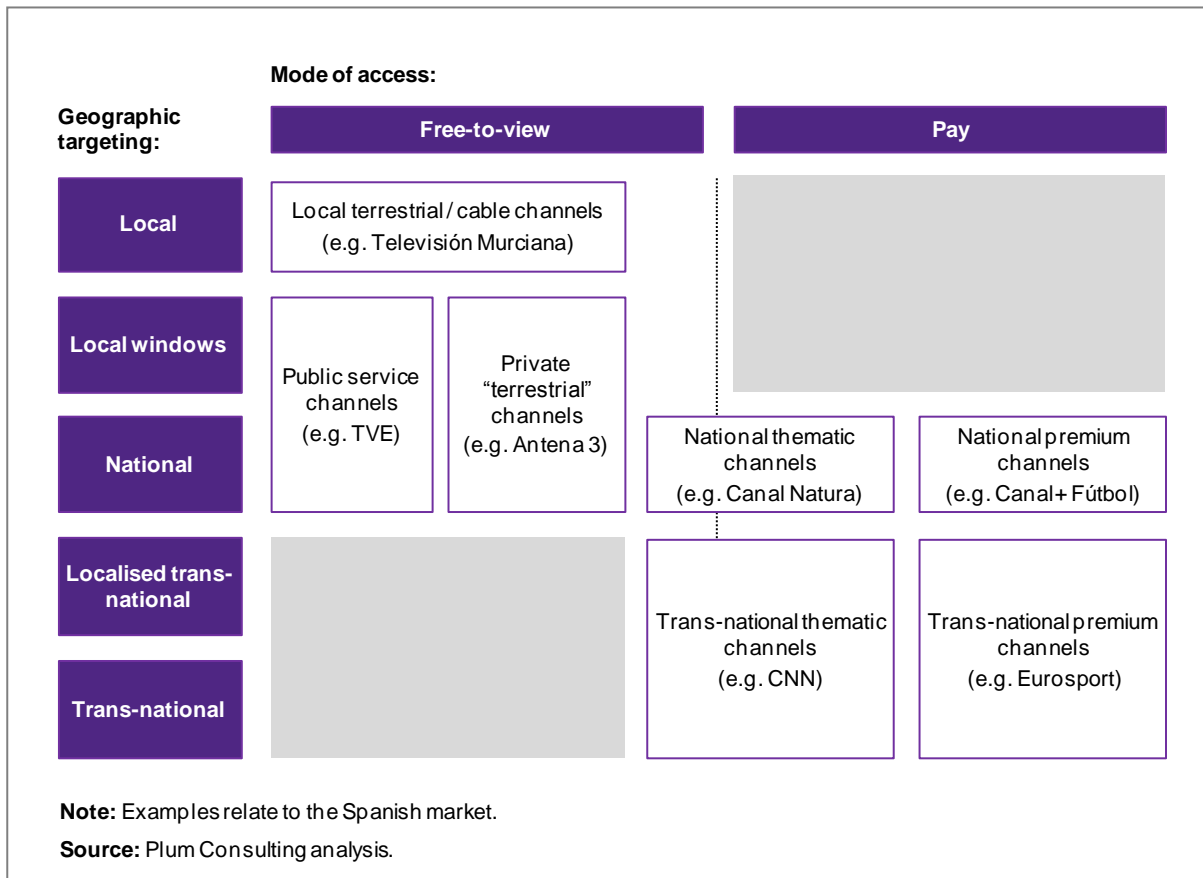 Mode of access:
Geographic
targeting:
Free-to-view
Pay
Local
Local terrestrial / cable channels
(e.g. Televisión Murciana)
Local windows
Public service
channels
(e.g. TVE)
Private
“terrestrial”
channels
(e.g. Antena 3)
National
National thematic
channels
(e.g. Canal Natura)
National premium
channels
(e.g. Canal+ Fútbol)
Localised trans-
national
Trans-national thematic
channels
(e.g. CNN)
Trans-national premium
channels
(e.g. Eurosport)
Trans-national
Note: Examples relate to the Spanish market.
Source: Plum Consulting analysis.